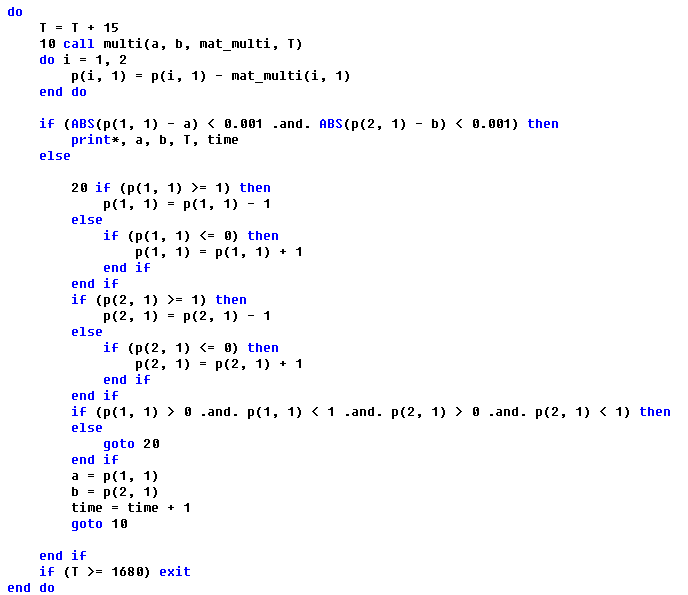 do
    T = T + 15
    10 call multi(a, b, mat_multi, T)
    do i = 1, 2
        p(i, 1) = p(i, 1) - mat_multi(i, 1)
    end do

    if (ABS(p(1, 1) - a) < 0.001 .and. ABS(p(2, 1) - b) < 0.001) then
        print*, a, b, T, time
    else

        20 if (p(1, 1) >= 1) then
            p(1, 1) = p(1, 1) - 1
        else
            if (p(1, 1) <= 0) then
                p(1, 1) = p(1, 1) + 1
            end if
        end if
        if (p(2, 1) >= 1) then
            p(2, 1) = p(2, 1) - 1
        else
            if (p(2, 1) <= 0) then
                p(2, 1) = p(2, 1) + 1
            end if
        end if
        if (p(1, 1) > 0 .and. p(1, 1) < 1 .and. p(2, 1) > 0 .and. p(2, 1) < 1) then
        else
            goto 20
        end if
        a = p(1, 1)
        b = p(2, 1)
        time = time + 1
        goto 10

    end if
    if (T >= 1680) exit
end do